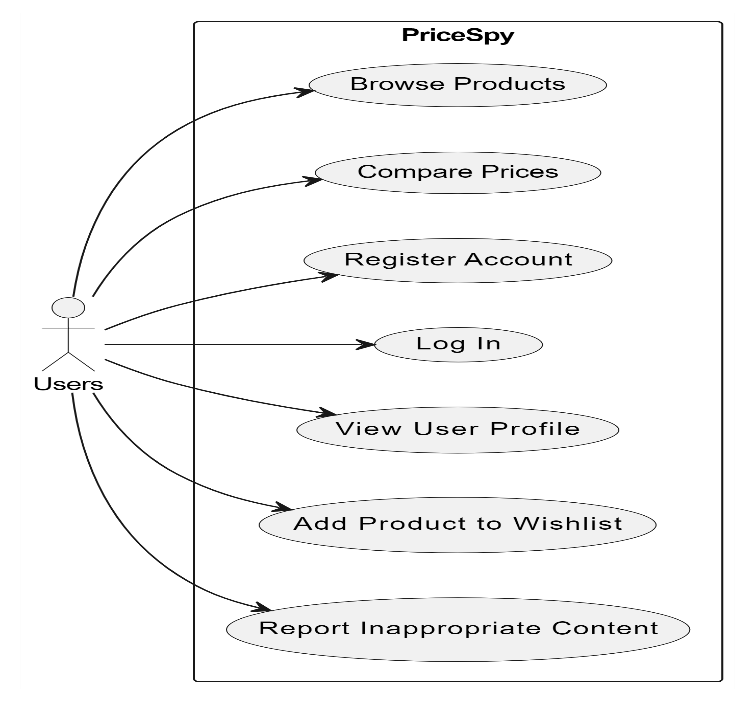 PriceSpy
Browse Products
Compare Prices
Register Account
Log In
Users
View User Profile
Add Product to Wishlist
Report Inappropriate Content